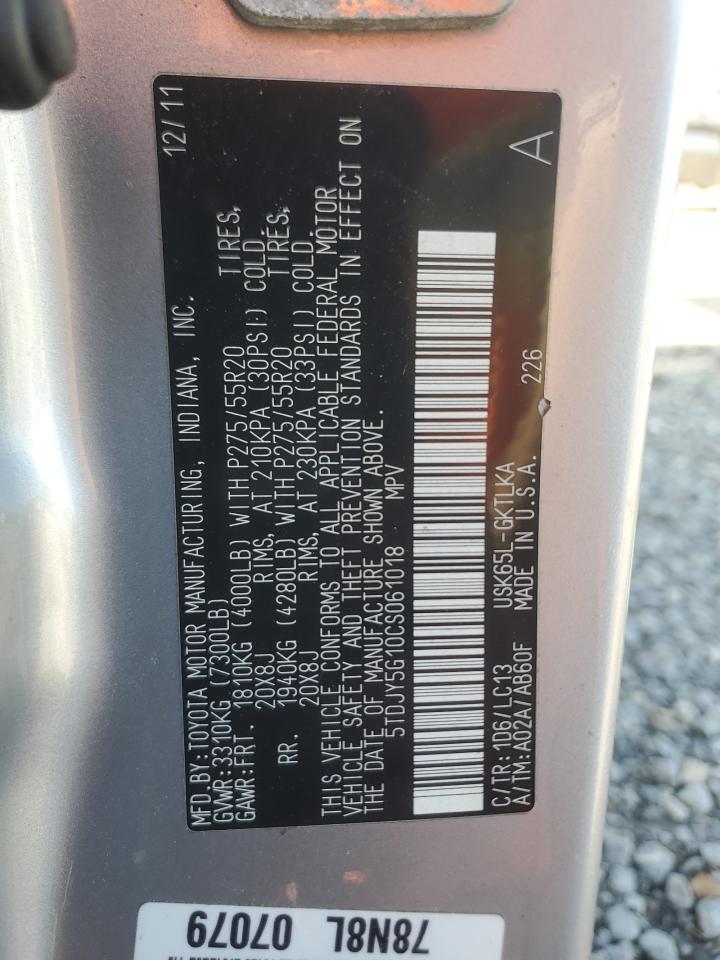 12/11
MFD.BY:TOYOTA MOTOR MANUFACTURING, INDIANA, INC.
GVWR:3310KG (7300LB)
GAWR:FRT. 1810KG (4000LB) WITH P275/55R20 TIRES,
20X8J RIMS, AT 210KPA (30PSI) COLD
RR. 1940KG (4280LB) WITH P275/55R20 TIRES,
20X8J RIMS, AT 230KPA (33PSI) COLD.
THIS VEHICLE CONFORMS TO ALL APPLICABLE FEDERAL MOTOR
VEHICLE SAFETY AND THEFT PREVENTION STANDARDS IN EFFECT ON
THE DATE OF MANUFACTURE SHOWN ABOVE.
5TDJY5G10CS061018 MPV
C/TR:1D6/LC13 USK65L-GKTLKA
A/TM:A02A/AB60F MADE IN U.S.A. 226
A
78N8L 07079